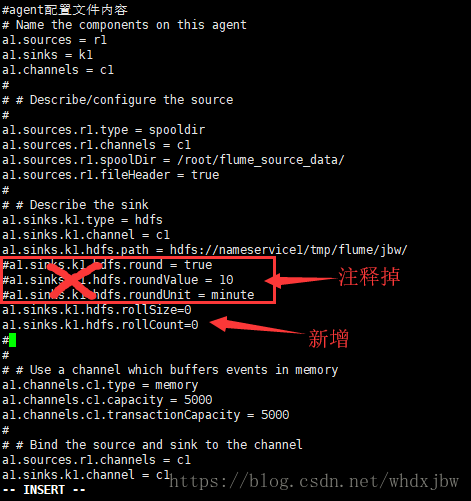 #agent配置文件内容
# Name the components on this agent
a1.sources = r1
a1.sinks = k1
a1.channels = c1
#
# # Describe/configure the source
#
a1.sources.r1.type = spooldir
a1.sources.r1.channels = c1
a1.sources.r1.spoolDir = /root/flume_source_data/
a1.sources.r1.fileHeader = true
#
# # Describe the sink
a1.sinks.k1.type = hdfs
a1.sinks.k1.channel = c1
a1.sinks.k1.hdfs.path = hdfs://nameservice1/tmp/flume/jbw/
#a1.sinks.k1.hdfs.round = true
#a1.sinks.k1.hdfs.roundValue = 10
注释掉
#a1.sinks.k1.hdfs.roundUnit = minute
a1.sinks.k1.hdfs.rollSize=0
a1.sinks.k1.hdfs.rollCount=0
新增
#
#
# # Use a channel which buffers events in memory
a1.channels.c1.type = memory
a1.channels.c1.capacity = 5000
a1.channels.c1.transactionCapacity = 5000
#
# # Bind the source and sink to the channel
a1.sources.r1.channels = c1
a1.sinks.k1.channel = c1
https://blog.csdn.net/whdxjbw
-- INSERT --